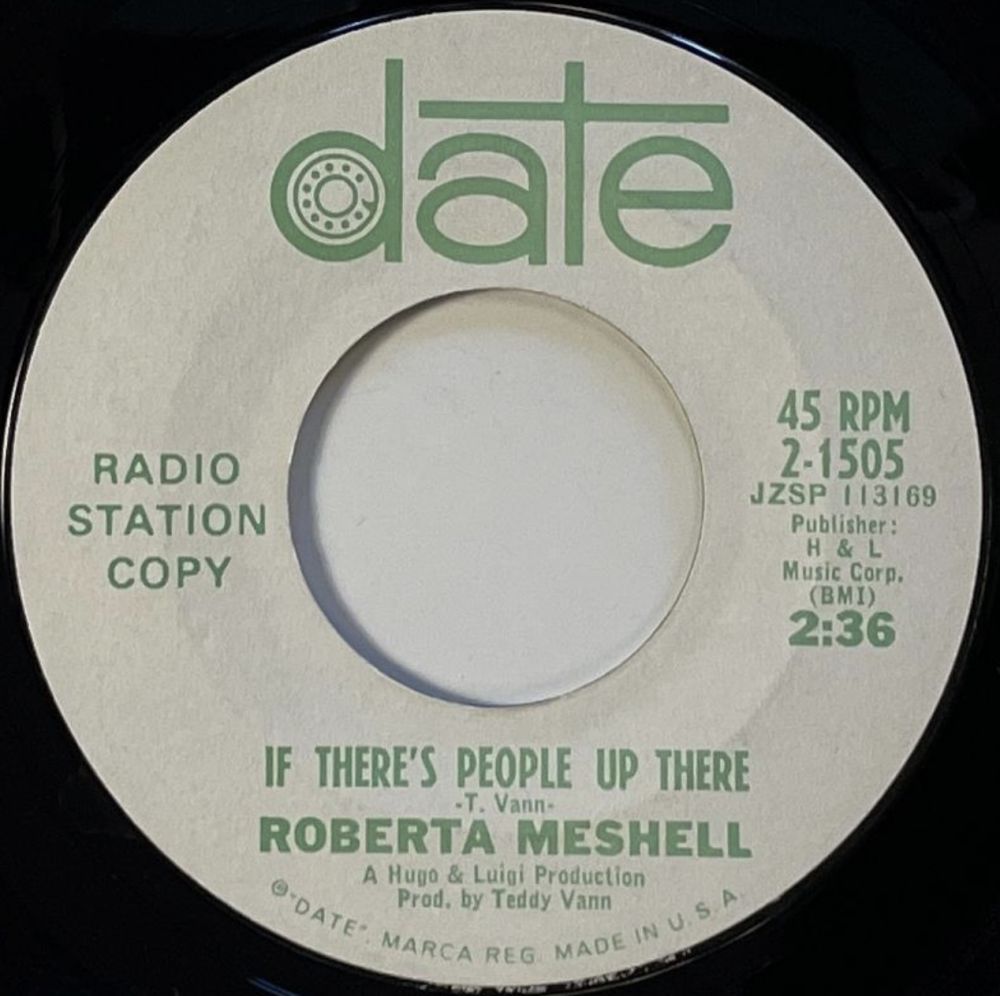 date
RADIO
STATION
COPY
45 RPM
2-1505
JZSP 113169
Publisher:
H & L
Music Corp.
(BMI)
2:36
IF THERE'S PEOPLE UP THERE
-T. Vann-
ROBERTA MESHELL
A Hugo & Luigi Production
Prod. by Teddy Vann
® "DATE". MARCA REG. MADE IN U.S.A.